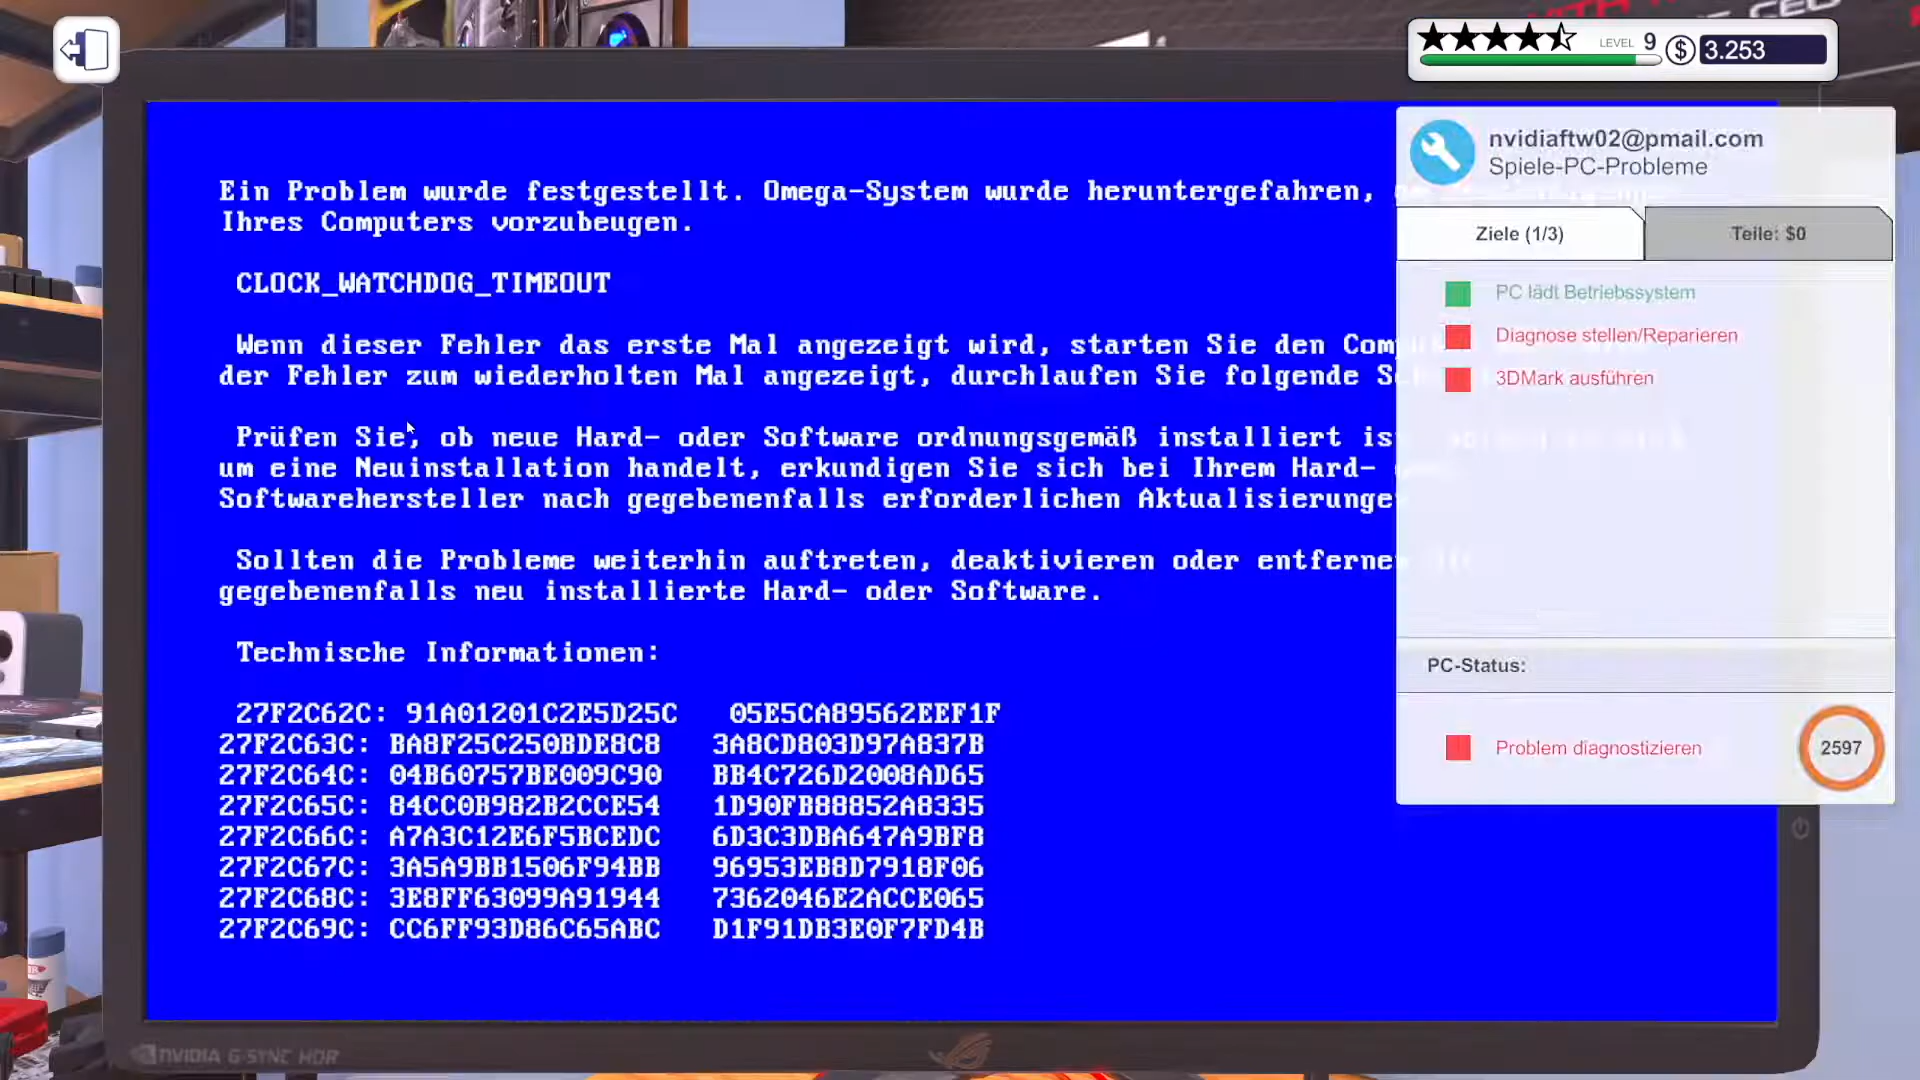 LEVEL 9
3.253
nvidiaftw02@pmail.com
Spiele-PC-Probleme
Ziele (1/3)
Teile: $0
PC lädt Betriebssystem
Diagnose stellen/Reparieren
3DMark ausführen
PC-Status:
Problem diagnostizieren
2597
Ein Problem wurde festgestellt. Omega-System wurde heruntergefahren,
Ihres Computers vorzubeugen.
CLOCK_WATCHDOG_TIMEOUT
Wenn dieser Fehler das erste Mal angezeigt wird, starten Sie den
der Fehler zum wiederholten Mal angezeigt, durchlaufen Sie folgende
Prüfen Sie, ob neue Hard- oder Software ordnungsgemäß installiert
um eine Neuinstallation handelt, erkundigen Sie sich bei Ihrem Hard-
Softwarehersteller nach gegebenenfalls erforderlichen
Sollten die Probleme weiterhin auftreten, deaktivieren oder entfernen
gegebenenfalls neu installierte Hard- oder Software.
Technische Informationen:
27F2C62C: 91A01201C2E5D25C 05E5CA89562EEF1F
27F2C63C: BA8F25C250BDE8C8 3A8CD803D97A837B
27F2C64C: 04B60757BE009C90 BB4C726D2008AD65
27F2C65C: 84CC0B982B2CCE54 1D90FB88852A8335
27F2C66C: A7A3C12E6F5BCEDC 6D3C3DBA647A9BF8
27F2C67C: 3A5A9BB1506F94BB 96953EB8D7918F06
27F2C68C: 3E8FF63099A91944 7362046E2ACCE065
27F2C69C: CC6FF93D86C65ABC D1F91DB3E0F7FD4B
NVIDIA G-SYNC HDR